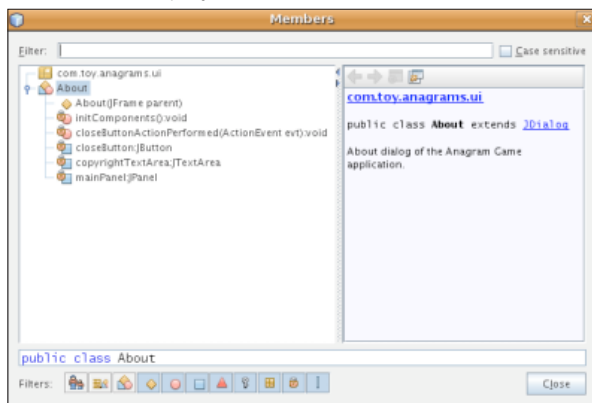 Members
Filter:
Case sensitive
com.toy.anagrams.ui
About
About(JFrame parent)
initComponents():void
closeButtonActionPerformed(ActionEvent evt):void
closeButton:JButton
copyrightTextArea:JTextArea
mainPanel:JPanel
com.toy.anagrams.ui
public class About extends JDialog
About dialog of the Anagram Game
application.
public class About
Filters:
Close